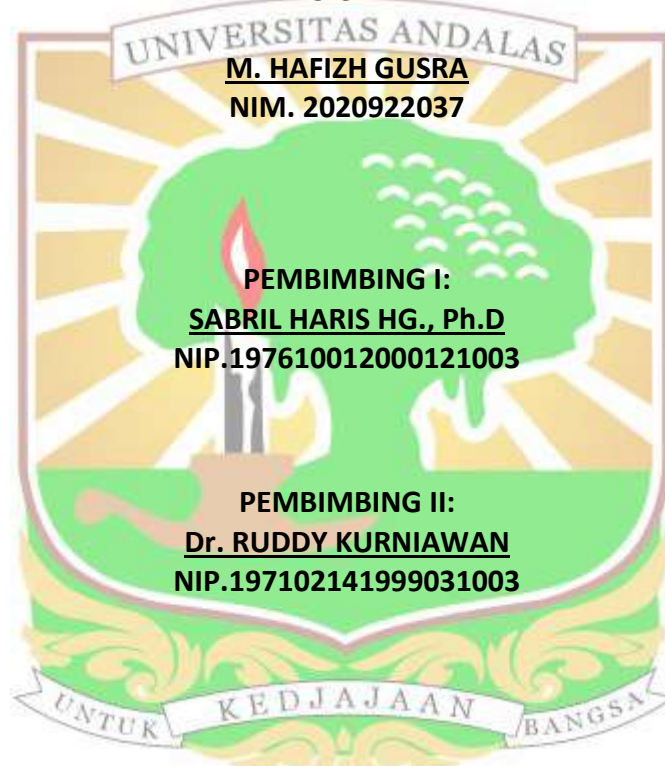 UNIVERSITAS ANDALAS
M. HAFIZH GUSRA
NIM. 2020922037
PEMBIMBING I:
SABRIL HARIS HG., Ph.D
NIP.197610012000121003
PEMBIMBING II:
Dr. RUDDY KURNIAWAN
NIP.197102141999031003
UNTUK KEDJAJAAN BANGSA